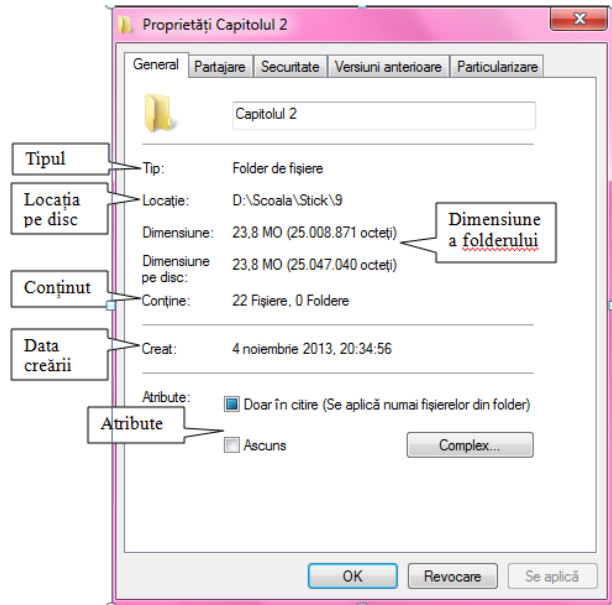 Proprietăți Capitolul 2
General Partajare Securitate Versiuni anterioare Particularizare
Capitolul 2
Tipul
Tip: Folder de fișiere
Locația
pe disc
Locație: D:\Scoala\Stick\9
Dimensiune: 23,8 MO (25.008.871 octeți)
Dimensiune
a folderului
Dimensiune
pe disc:
23,8 MO (25.047.040 octeți)
Conținut
Conține: 22 Fișiere, 0 Foldere
Data
creării
Creat: 4 noiembrie 2013, 20:34:56
Atribute: Doar în citire (Se aplică numai fișierelor din folder)
Atribute
Ascuns Complex...
OK Revocare Se aplică